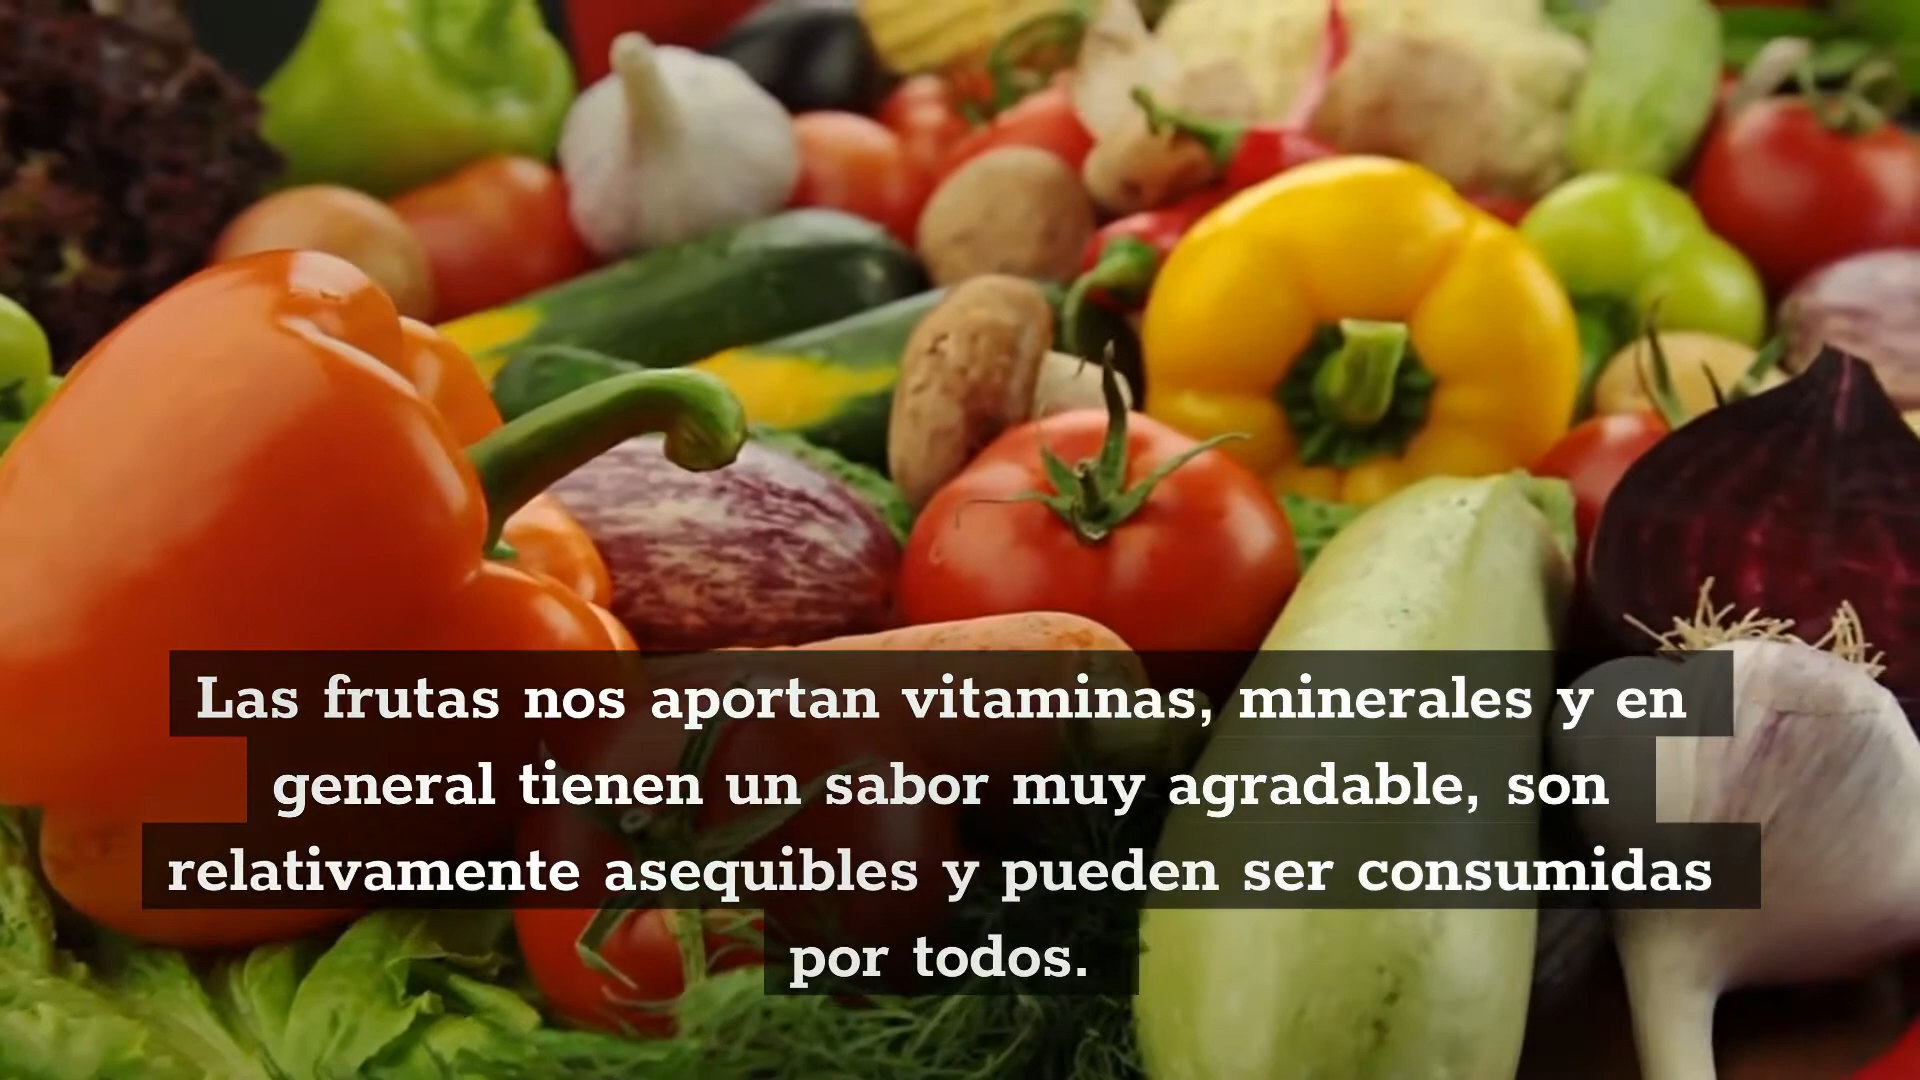 Las frutas nos aportan vitaminas, minerales y en
general tienen un sabor muy agradable, son
relativamente asequibles y pueden ser consumidas
por todos.